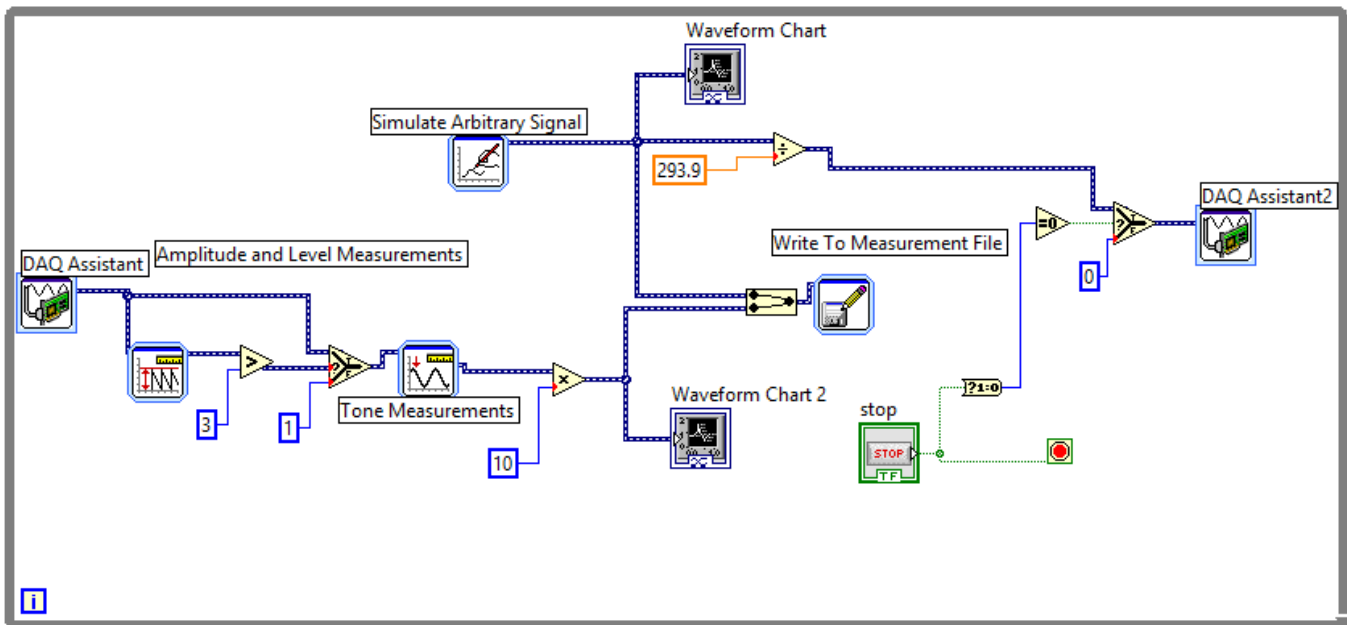 Waveform Chart
Simulate Arbitrary Signal
÷
293.9
DAQ Assistant2
=0
?
T
F
0
Write To Measurement File
Amplitude and Level Measurements
DAQ Assistant
>
?
T
F
3
1
Tone Measurements
×
10
Waveform Chart 2
stop
STOP
TF
?1:0
i